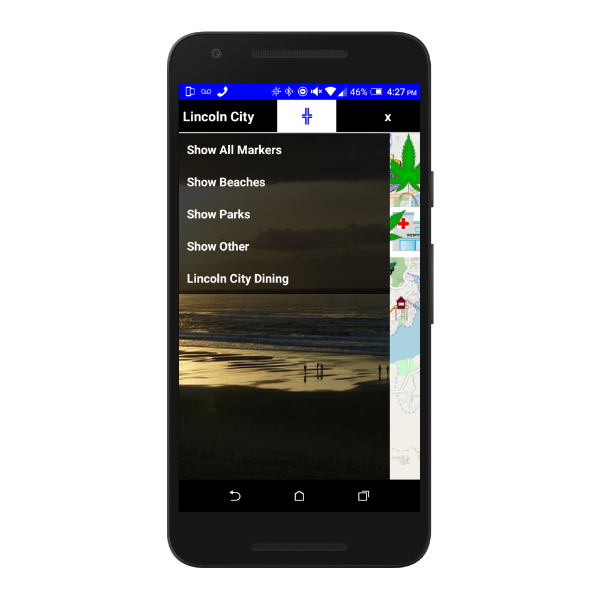 46% 4:27 PM
Lincoln City x
Show All Markers
Show Beaches
Show Parks
Show Other
Lincoln City Dining